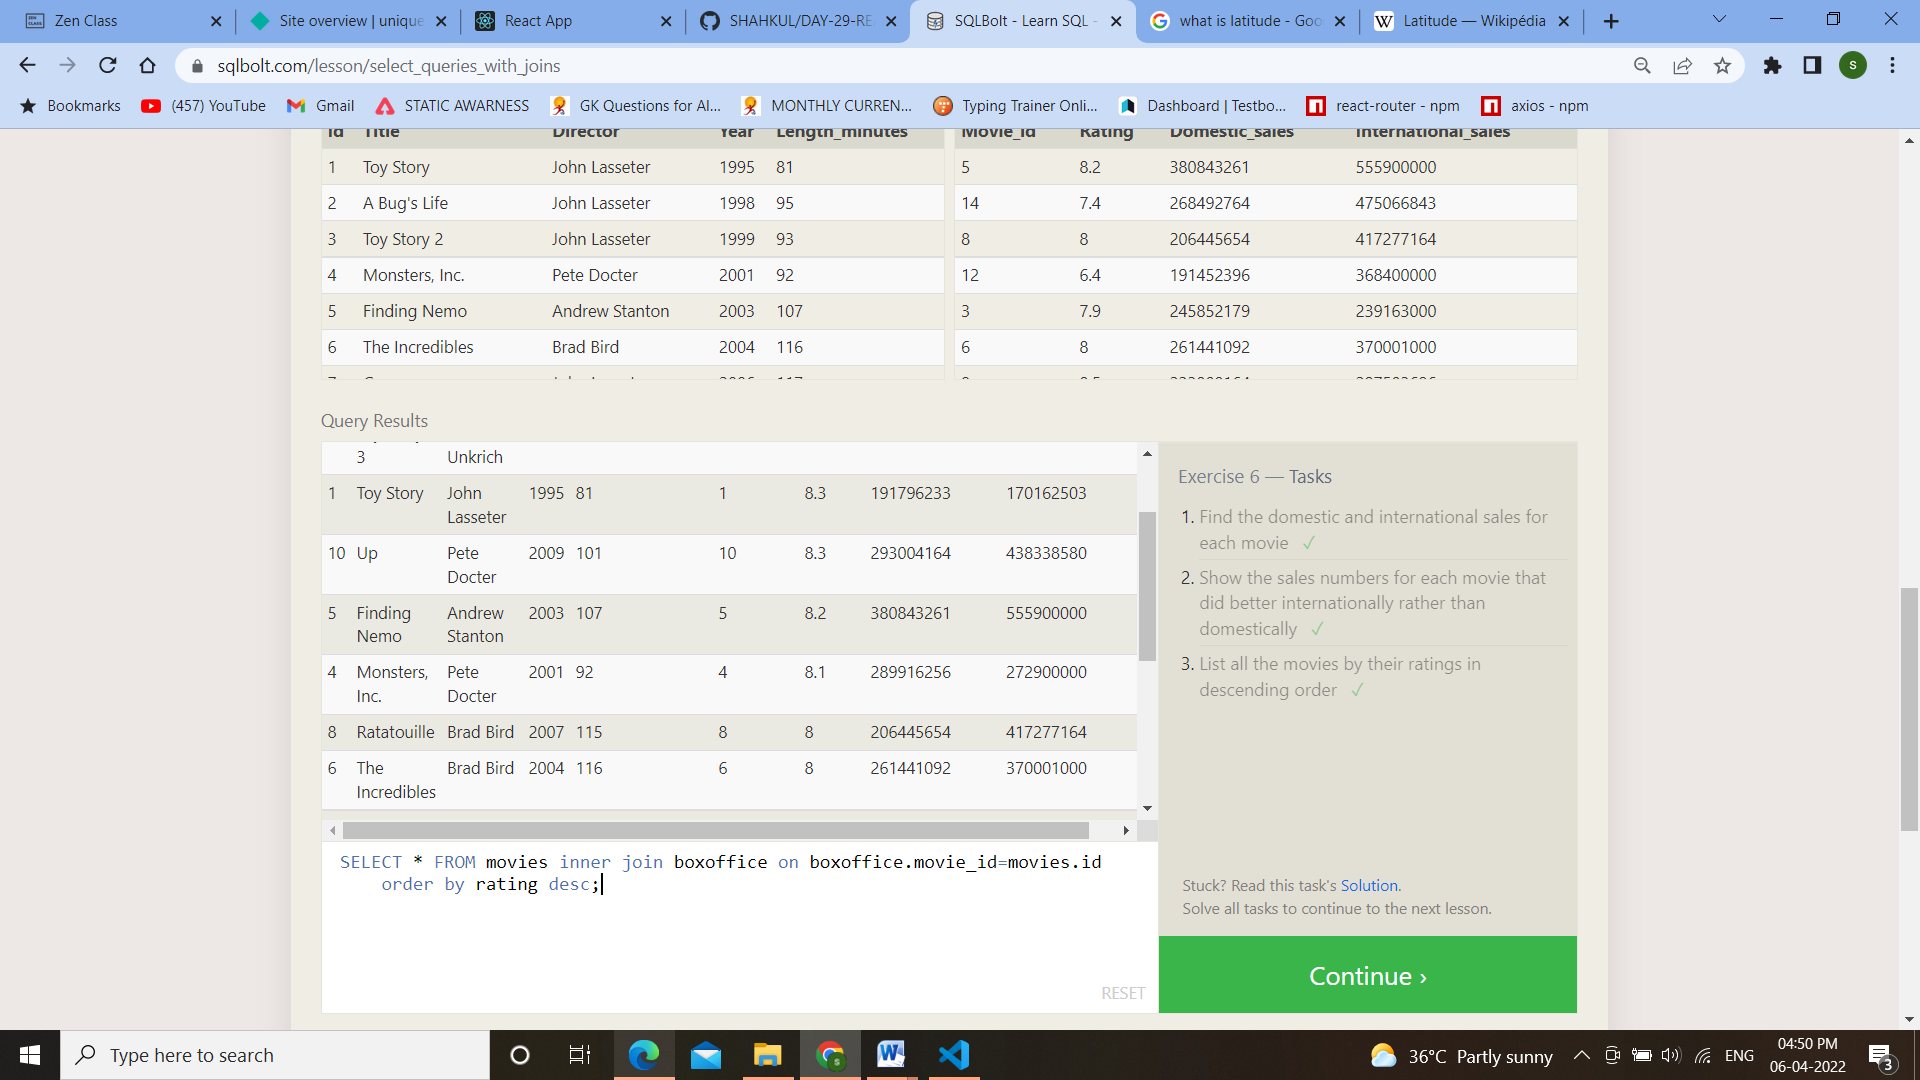 Zen Class
Site overview | unique
React App
SHAHKUL/DAY-29-RE
SQLBolt - Learn SQL -
what is latitude - Goo
Latitude — Wikipédia
sqlbolt.com/lesson/select_queries_with_joins
S
Bookmarks
(457) YouTube
Gmail
STATIC AWARNESS
GK Questions for Al...
MONTHLY CURREN...
Typing Trainer Onli...
Dashboard | Testbo...
react-router - npm
axios - npm
Id Title Director Year Length_minutes
1 Toy Story John Lasseter 1995 81
2 A Bug's Life John Lasseter 1998 95
3 Toy Story 2 John Lasseter 1999 93
4 Monsters, Inc. Pete Docter 2001 92
5 Finding Nemo Andrew Stanton 2003 107
6 The Incredibles Brad Bird 2004 116
Movie_id Rating Domestic_sales International_sales
5 8.2 380843261 555900000
14 7.4 268492764 475066843
8 8 206445654 417277164
12 6.4 191452396 368400000
3 7.9 245852179 239163000
6 8 261441092 370001000
Query Results
3 Unkrich
1 Toy Story John 1995 81 1 8.3 191796233 170162503
Lasseter
10 Up Pete 2009 101 10 8.3 293004164 438338580
Docter
5 Finding Andrew 2003 107 5 8.2 380843261 555900000
Nemo Stanton
4 Monsters, Pete 2001 92 4 8.1 289916256 272900000
Inc. Docter
8 Ratatouille Brad Bird 2007 115 8 8 206445654 417277164
6 The Brad Bird 2004 116 6 8 261441092 370001000
Incredibles
SELECT * FROM movies inner join boxoffice on boxoffice.movie_id=movies.id
order by rating desc;
RESET
Exercise 6 — Tasks
1. Find the domestic and international sales for
each movie ✓
2. Show the sales numbers for each movie that
did better internationally rather than
domestically ✓
3. List all the movies by their ratings in
descending order ✓
Stuck? Read this task's Solution.
Solve all tasks to continue to the next lesson.
Continue ›
Type here to search
36°C Partly sunny
ENG
04:50 PM
06-04-2022
3